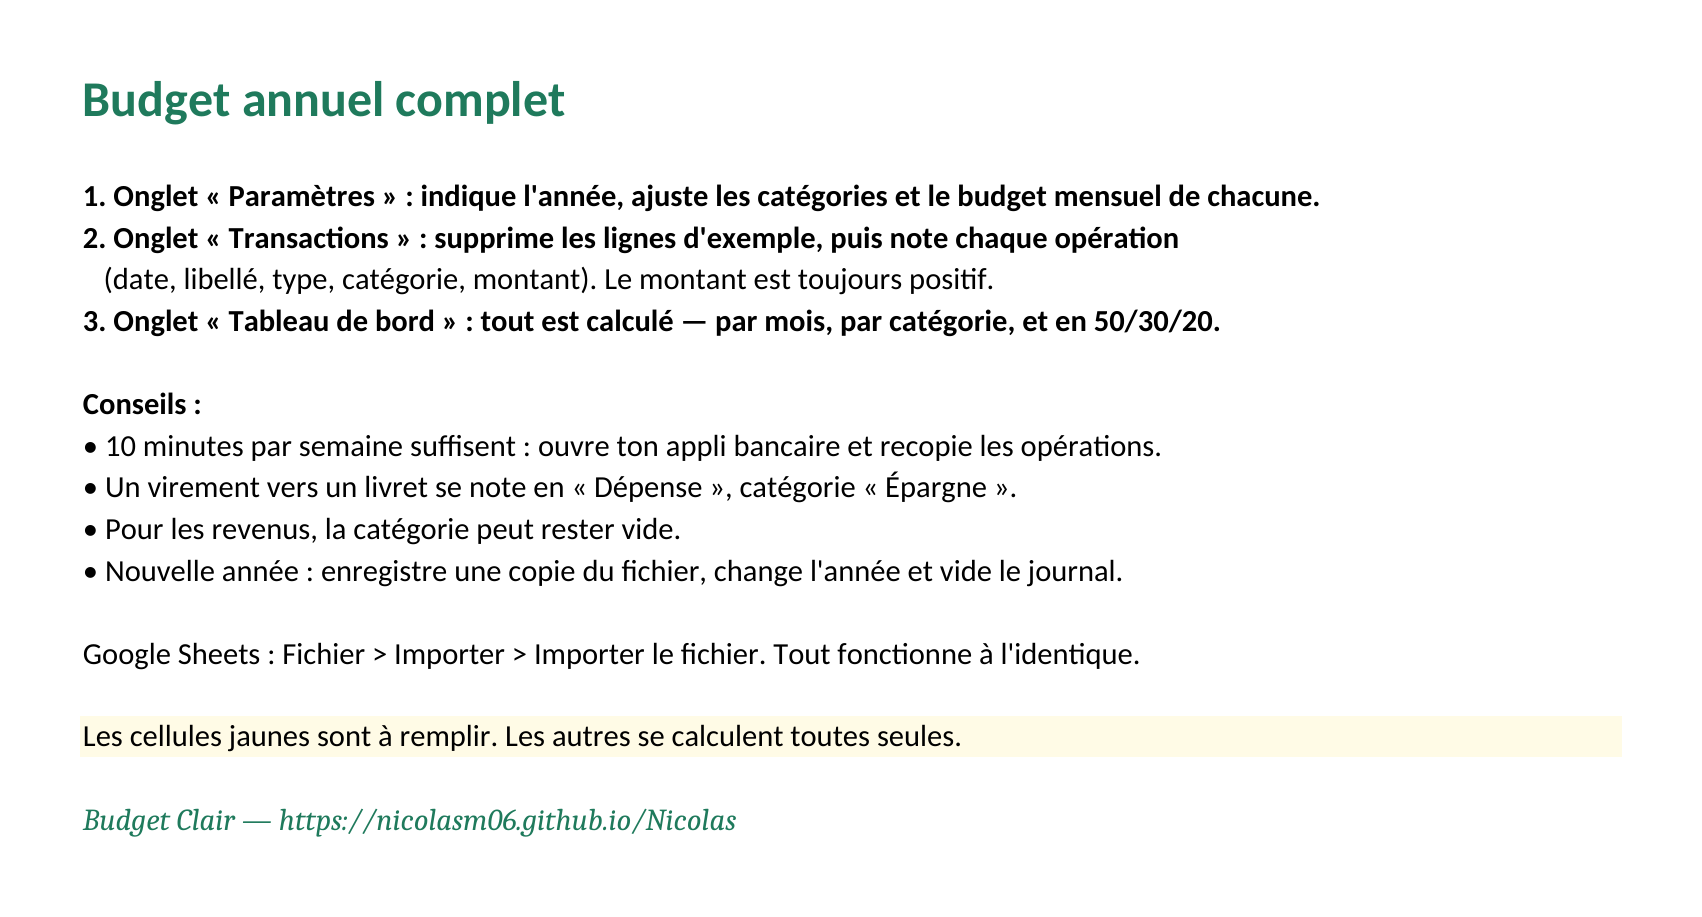 Budget annuel complet
1. Onglet « Paramètres » : indique l'année, ajuste les catégories et le budget mensuel de chacune.
2. Onglet « Transactions » : supprime les lignes d'exemple, puis note chaque opération
(date, libellé, type, catégorie, montant). Le montant est toujours positif.
3. Onglet « Tableau de bord » : tout est calculé — par mois, par catégorie, et en 50/30/20.
Conseils :
• 10 minutes par semaine suffisent : ouvre ton appli bancaire et recopie les opérations.
• Un virement vers un livret se note en « Dépense », catégorie « Épargne ».
• Pour les revenus, la catégorie peut rester vide.
• Nouvelle année : enregistre une copie du fichier, change l'année et vide le journal.
Google Sheets : Fichier > Importer > Importer le fichier. Tout fonctionne à l'identique.
Les cellules jaunes sont à remplir. Les autres se calculent toutes seules.
Budget Clair — https://nicolasm06.github.io/Nicolas